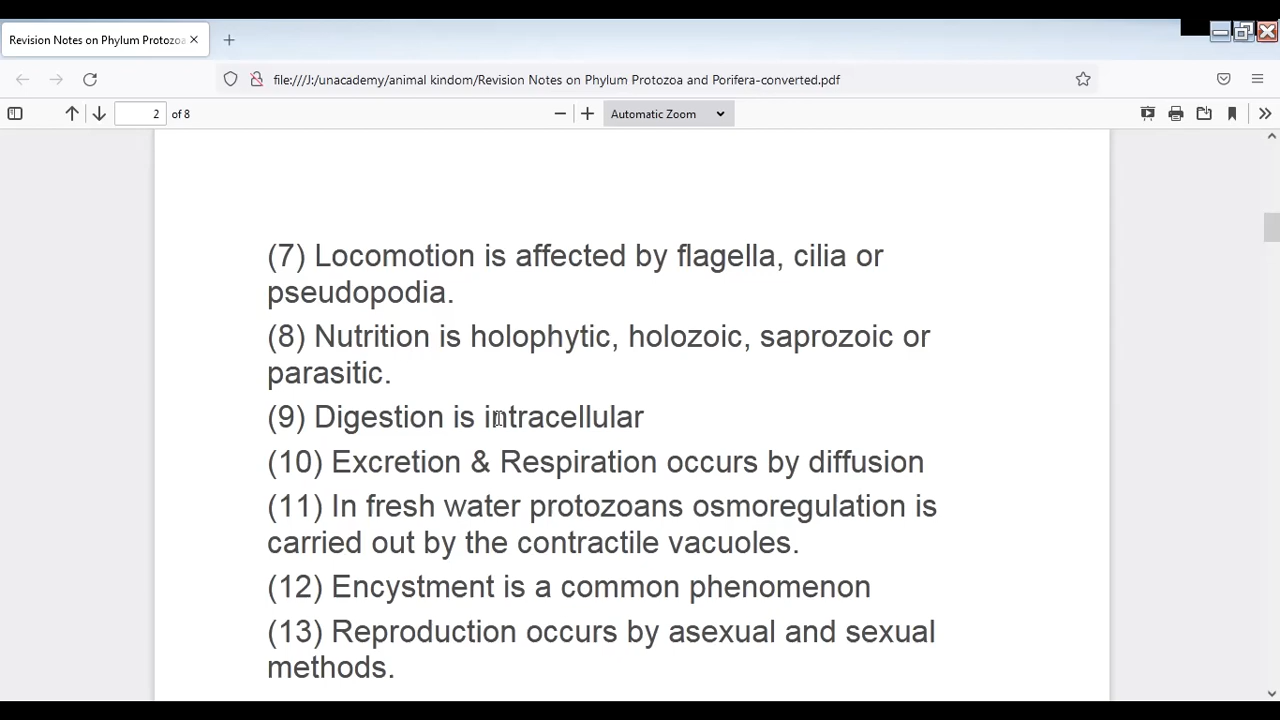 Revision Notes on Phylum Protozoa
file:///J:/unacademy/animal kindom/Revision Notes on Phylum Protozoa and Porifera-converted.pdf
2 of 8
Automatic Zoom
(7) Locomotion is affected by flagella, cilia or
pseudopodia.
(8) Nutrition is holophytic, holozoic, saprozoic or
parasitic.
(9) Digestion is intracellular
(10) Excretion & Respiration occurs by diffusion
(11) In fresh water protozoans osmoregulation is
carried out by the contractile vacuoles.
(12) Encystment is a common phenomenon
(13) Reproduction occurs by asexual and sexual
methods.